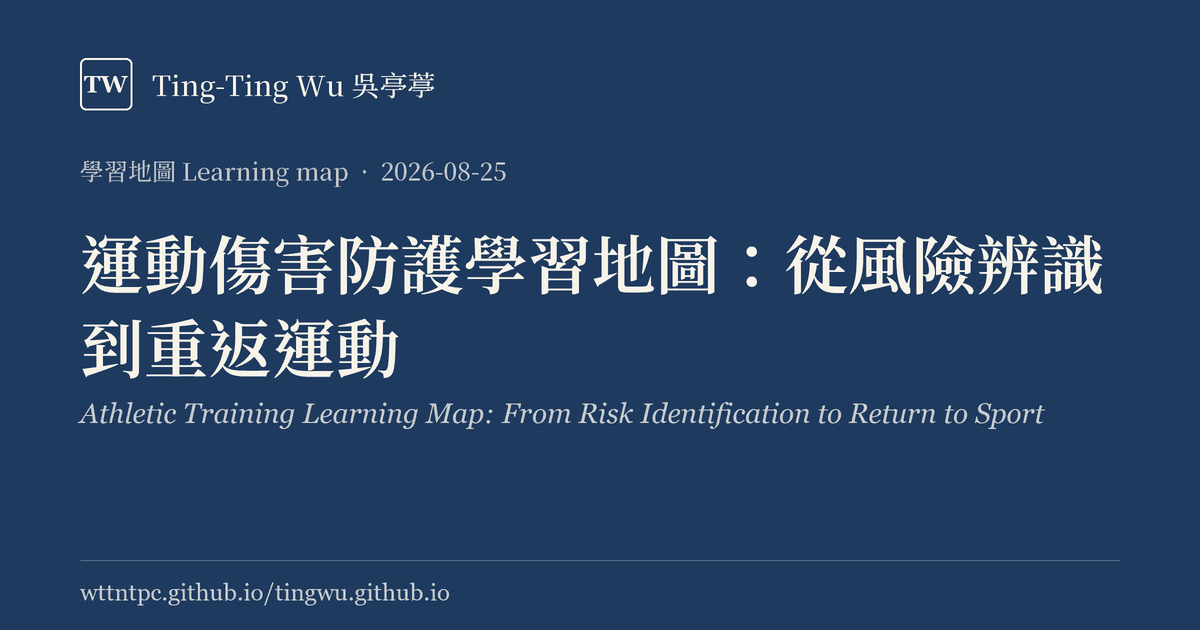 TW
Ting-Ting Wu 吳亭葶
學習地圖 Learning map · 2026-08-25
運動傷害防護學習地圖：從風險辨識
到重返運動
Athletic Training Learning Map: From Risk Identification to Return to Sport
wttntpc.github.io/tingwu.github.io